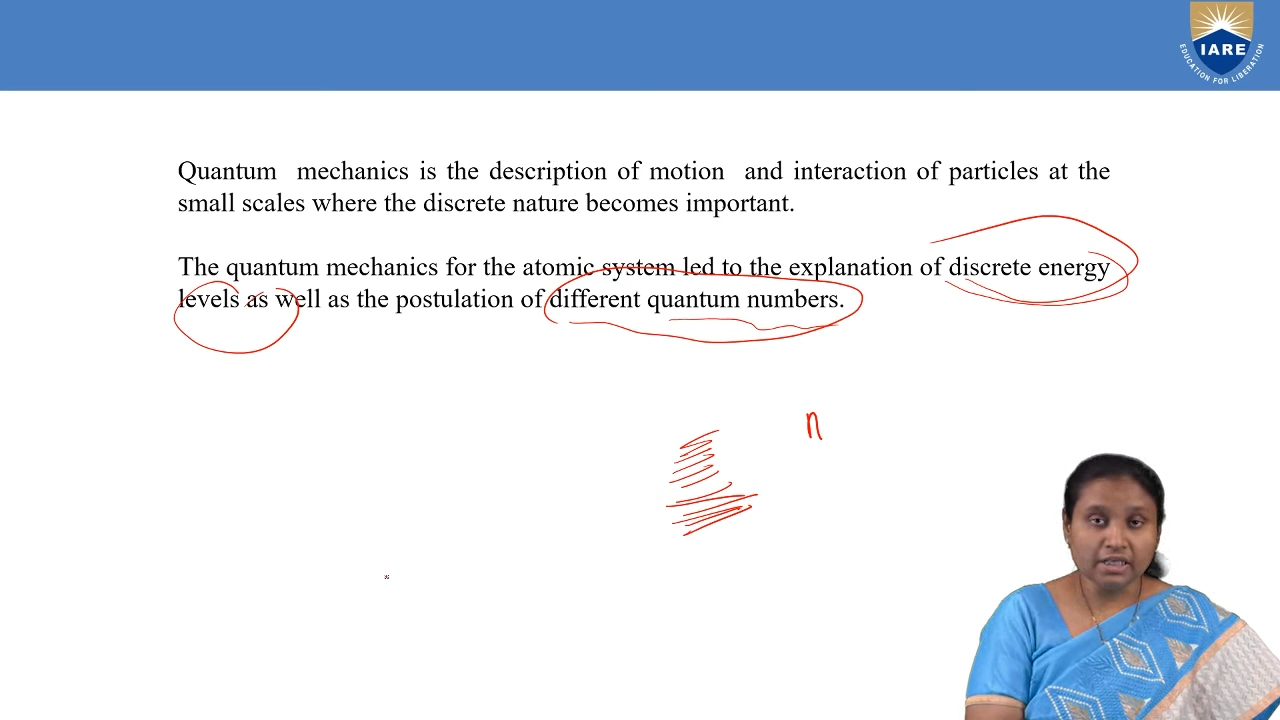 IARE
EDUCATION FOR LIBERATION
Quantum mechanics is the description of motion and interaction of particles at the
small scales where the discrete nature becomes important.
The quantum mechanics for the atomic system led to the explanation of discrete energy
levels as well as the postulation of different quantum numbers.
n